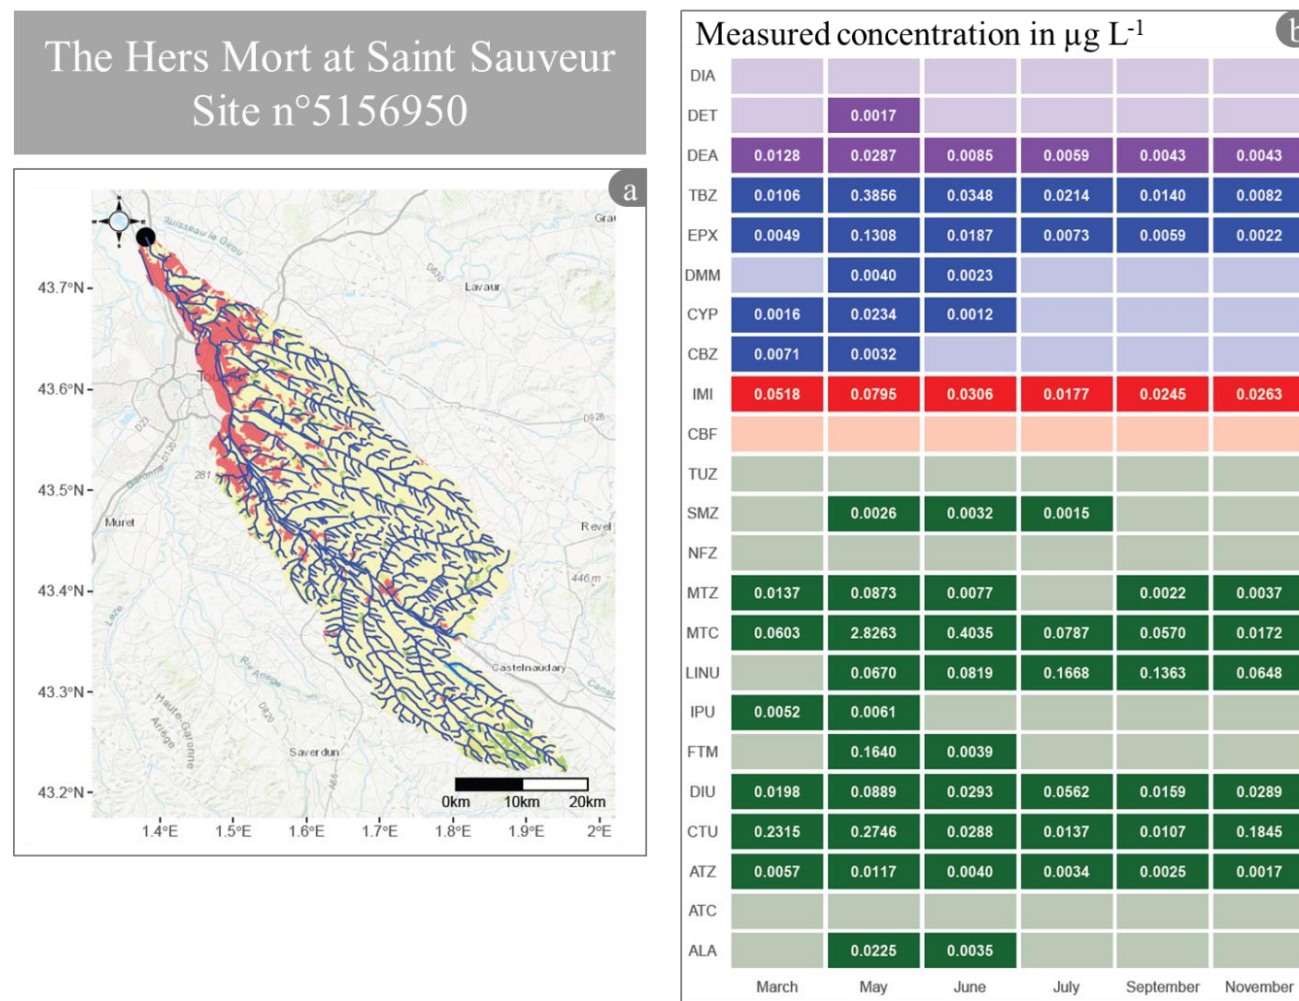 The Hers Mort at Saint Sauveur
Site n°5156950
a
Lavaur
D630
43.7°N
43.6°N
D926
D23
D120
43.5°N
281
Garonne
Muret
Revel
446 m
43.4°N
Leze
Castelnaudary
Canal
43.3°N
Haute-Garonne
Ariège
D820
Saverdun
A66
43.2°N
0km 10km 20km
1.4°E 1.5°E 1.6°E 1.7°E 1.8°E 1.9°E 2°E
Measured concentration in µg L-1
b
DIA
DET 0.0017
DEA 0.0128 0.0287 0.0085 0.0059 0.0043 0.0043
TBZ 0.0106 0.3856 0.0348 0.0214 0.0140 0.0082
EPX 0.0049 0.1308 0.0187 0.0073 0.0059 0.0022
DMM 0.0040 0.0023
CYP 0.0016 0.0234 0.0012
CBZ 0.0071 0.0032
IMI 0.0518 0.0795 0.0306 0.0177 0.0245 0.0263
CBF
TUZ
SMZ 0.0026 0.0032 0.0015
NFZ
MTZ 0.0137 0.0873 0.0077 0.0022 0.0037
MTC 0.0603 2.8263 0.4035 0.0787 0.0570 0.0172
LINU 0.0670 0.0819 0.1668 0.1363 0.0648
IPU 0.0052 0.0061
FTM 0.1640 0.0039
DIU 0.0198 0.0889 0.0293 0.0562 0.0159 0.0289
CTU 0.2315 0.2746 0.0288 0.0137 0.0107 0.1845
ATZ 0.0057 0.0117 0.0040 0.0034 0.0025 0.0017
ATC
ALA 0.0225 0.0035
March May June July September November